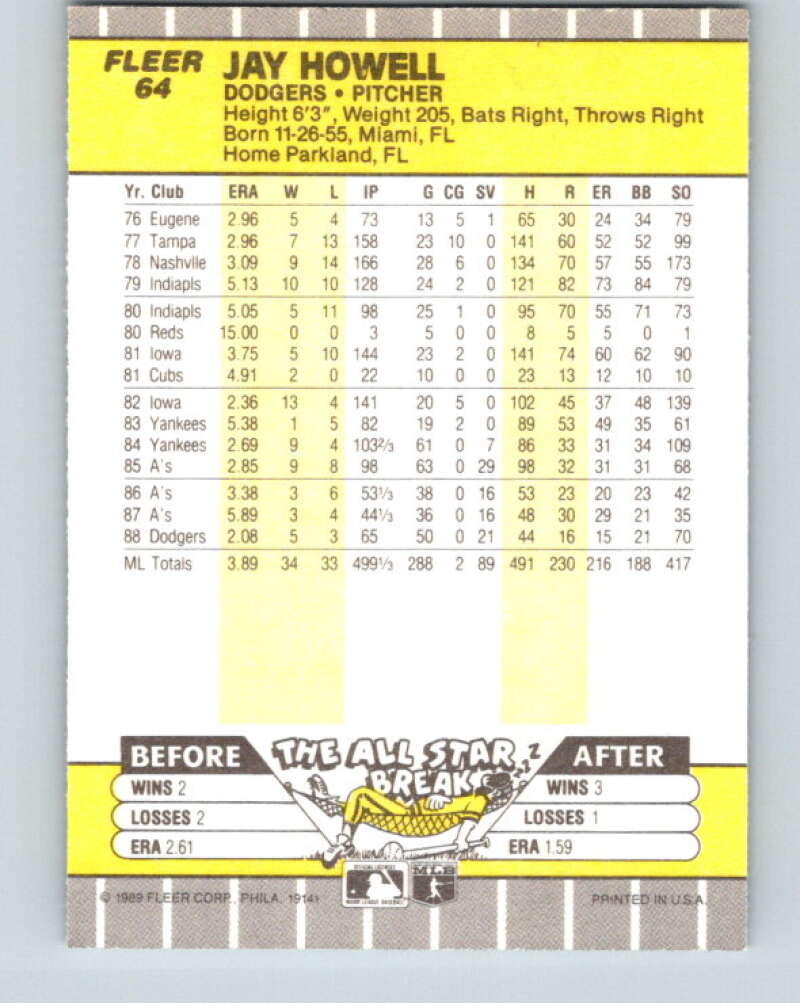 FLEER
64
JAY HOWELL
DODGERS • PITCHER
Height 6'3", Weight 205, Bats Right, Throws Right
Born 11-26-55, Miami, FL
Home Parkland, FL
Yr. Club ERA W L IP G CG SV H R ER BB SO
76 Eugene 2.96 5 4 73 13 5 1 65 30 24 34 79
77 Tampa 2.96 7 13 158 23 10 0 141 60 52 52 99
78 Nashvlle 3.09 9 14 166 28 6 0 134 70 57 55 173
79 Indiapls 5.13 10 10 128 24 2 0 121 82 73 84 79
80 Indiapls 5.05 5 11 98 25 1 0 95 70 55 71 73
80 Reds 15.00 0 0 3 5 0 0 8 5 5 0 1
81 Iowa 3.75 5 10 144 23 2 0 141 74 60 62 90
81 Cubs 4.91 2 0 22 10 0 0 23 13 12 10 10
82 Iowa 2.36 13 4 141 20 5 0 102 45 37 48 139
83 Yankees 5.38 1 5 82 19 2 0 89 53 49 35 61
84 Yankees 2.69 9 4 103⅔ 61 0 7 86 33 31 34 109
85 A's 2.85 9 8 98 63 0 29 98 32 31 31 68
86 A's 3.38 3 6 53⅓ 38 0 16 53 23 20 23 42
87 A's 5.89 3 4 44⅓ 36 0 16 48 30 29 21 35
88 Dodgers 2.08 5 3 65 50 0 21 44 16 15 21 70
ML Totals 3.89 34 33 499⅓ 288 2 89 491 230 216 188 417
BEFORE THE ALL STAR BREAK ZZZ AFTER
WINS 2 WINS 3
LOSSES 2 LOSSES 1
ERA 2.61 ERA 1.59
OFFICIAL LICENSEE
MAJOR LEAGUE BASEBALL
MLB
© 1989 FLEER CORP., PHILA. 19141 PRINTED IN U.S.A.